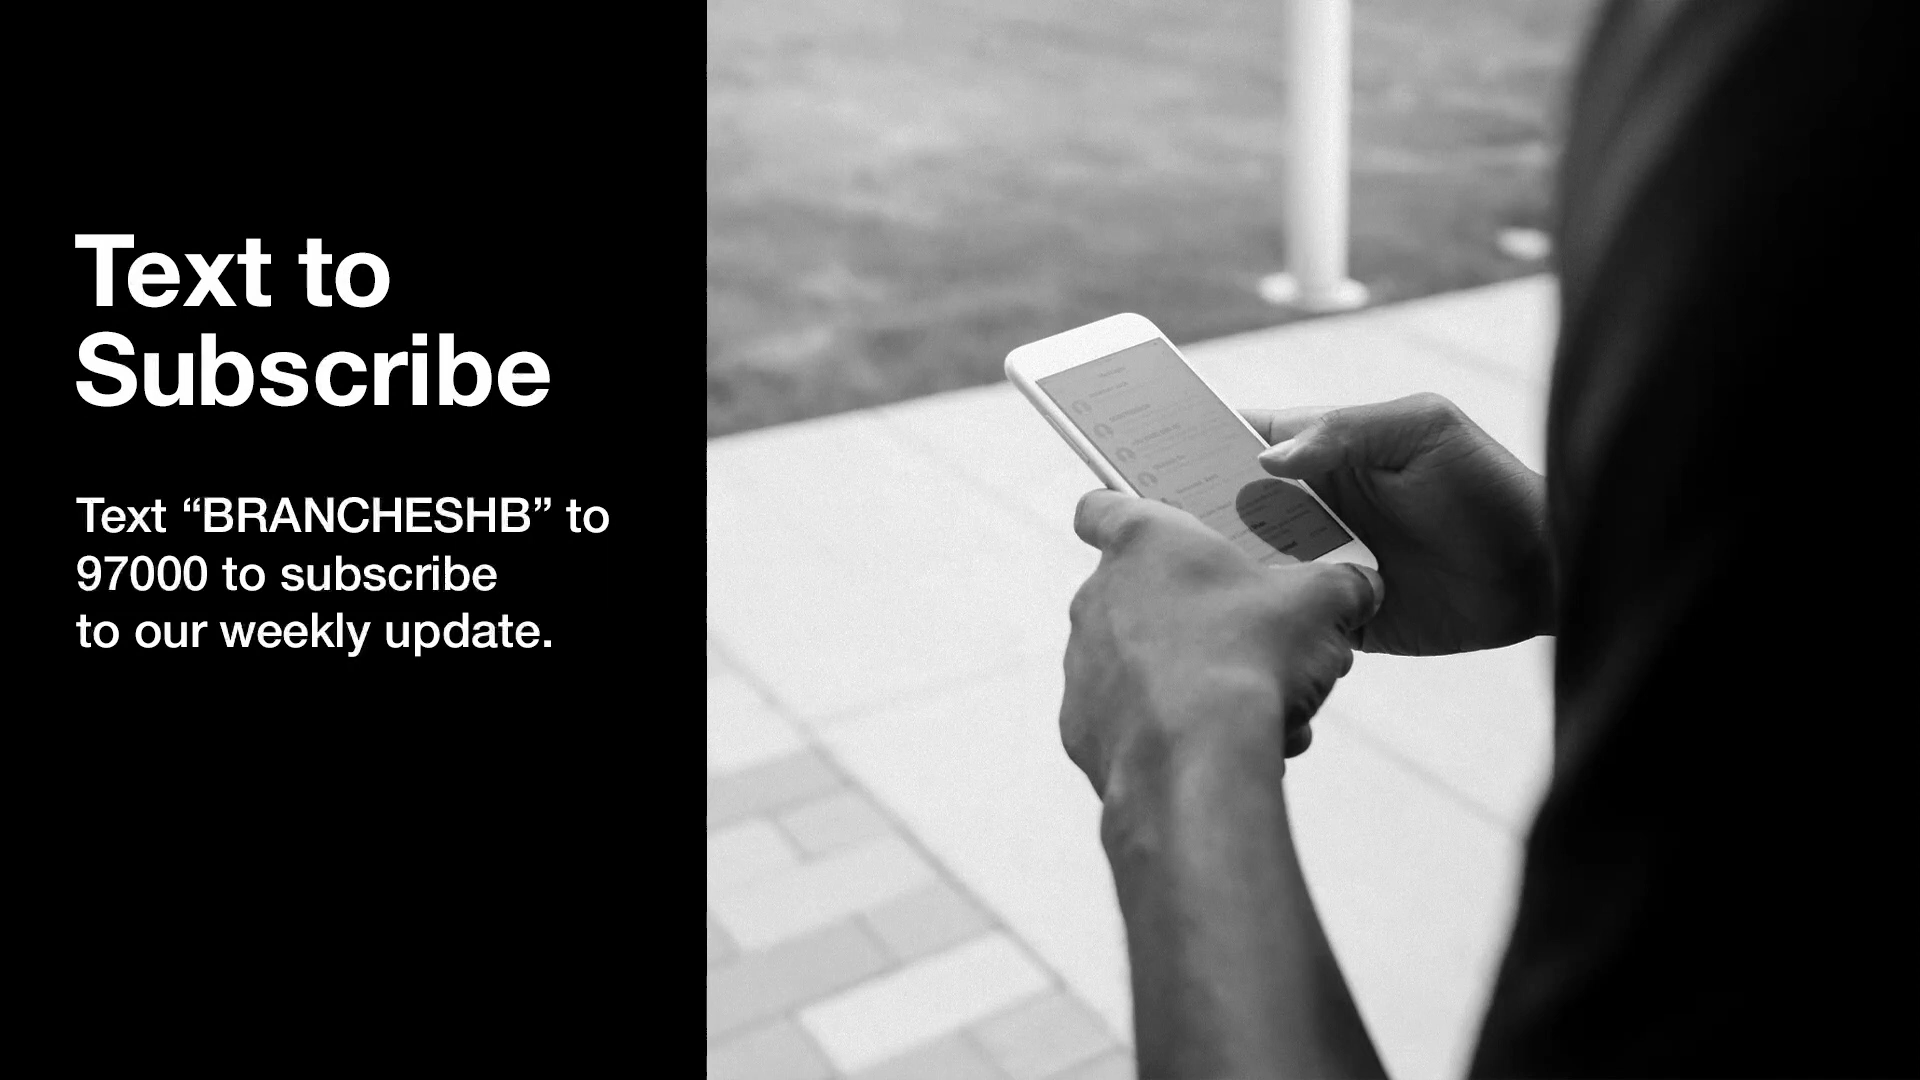 Text to
Subscribe
Text “BRANCHESHB” to
97000 to subscribe
to our weekly update.